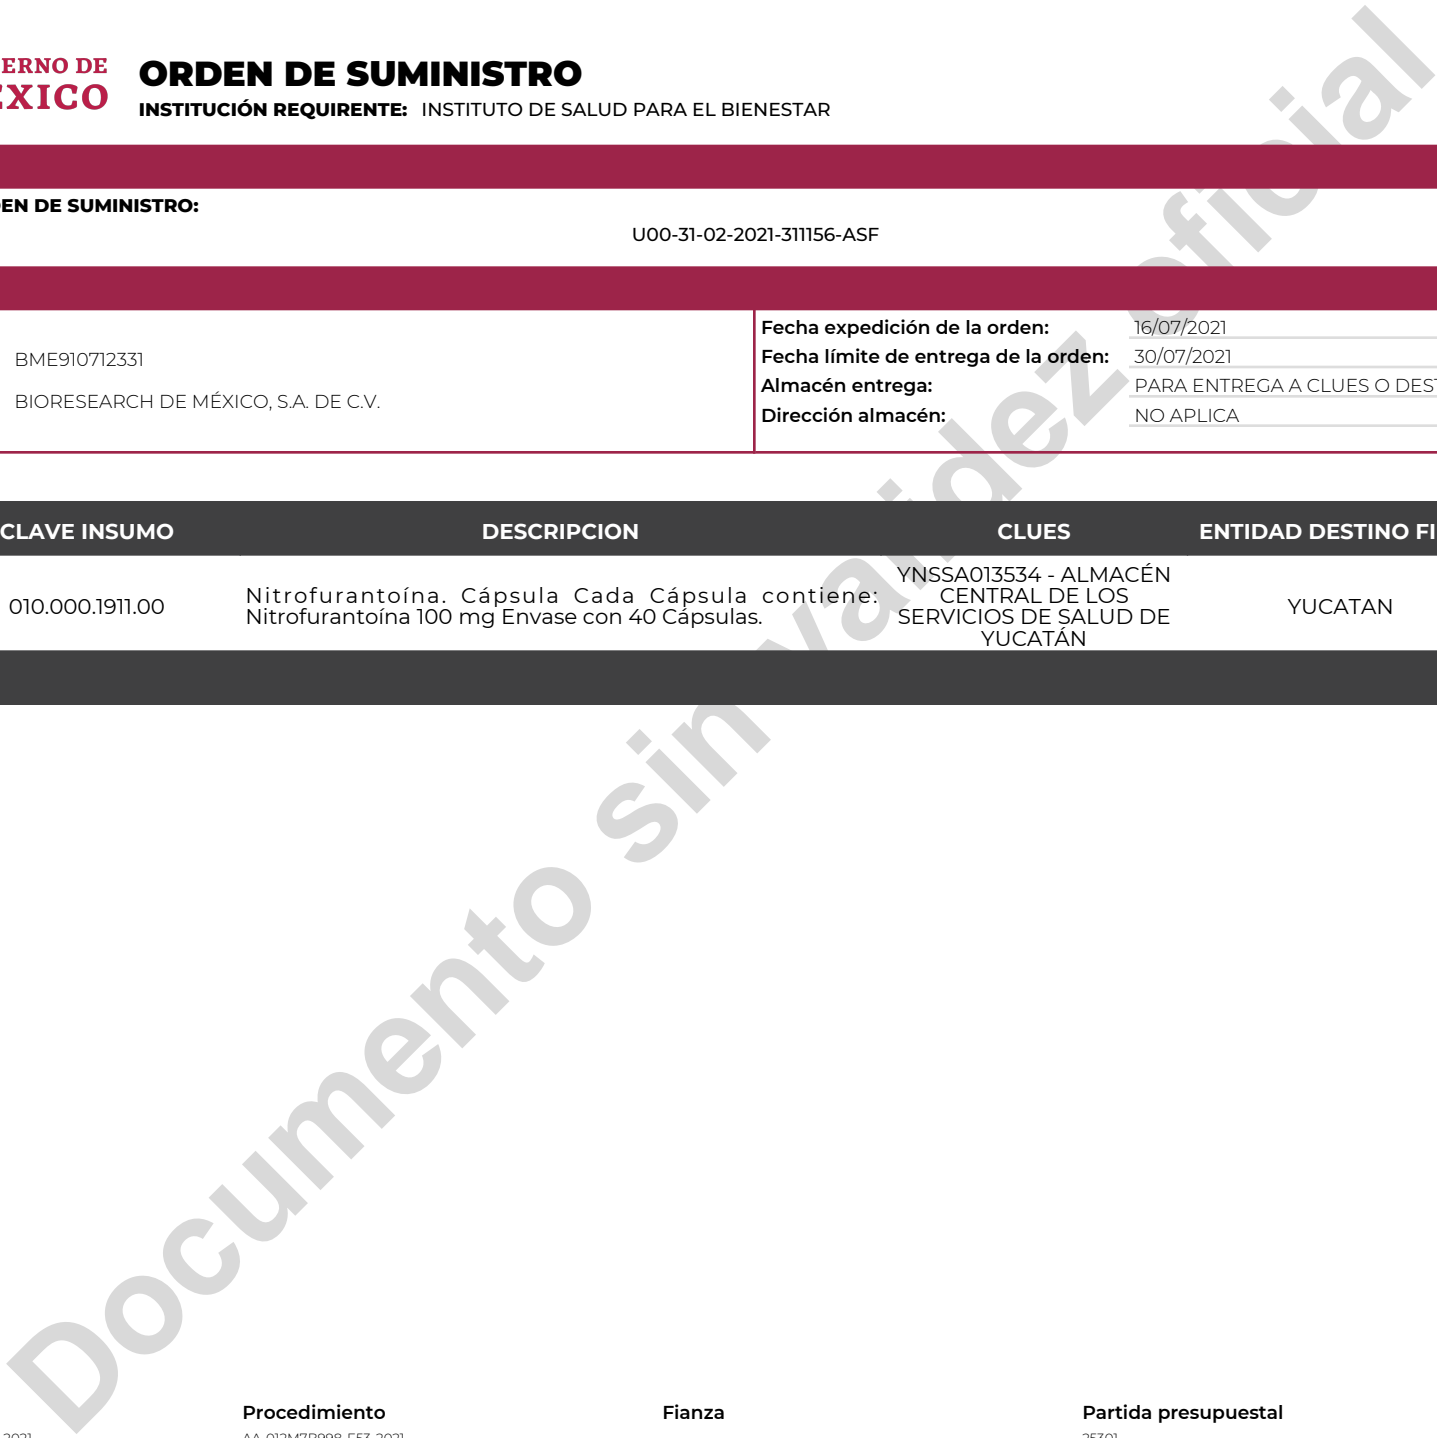 ERNO DE
ÉXICO
ORDEN DE SUMINISTRO
INSTITUCIÓN REQUIRENTE: INSTITUTO DE SALUD PARA EL BIENESTAR
EN DE SUMINISTRO:
U00-31-02-2021-311156-ASF
BME910712331
BIORESEARCH DE MÉXICO, S.A. DE C.V.
Fecha expedición de la orden: 16/07/2021
Fecha límite de entrega de la orden: 30/07/2021
Almacén entrega: PARA ENTREGA A CLUES O DEST
Dirección almacén: NO APLICA
CLAVE INSUMO DESCRIPCION CLUES ENTIDAD DESTINO FI
010.000.1911.00
Nitrofurantoína. Cápsula Cada Cápsula contiene:
Nitrofurantoína 100 mg Envase con 40 Cápsulas.
YNSSA013534 - ALMACÉN
CENTRAL DE LOS
SERVICIOS DE SALUD DE
YUCATÁN
YUCATAN
Documento sin validez oficial
Procedimiento Fianza Partida presupuestal